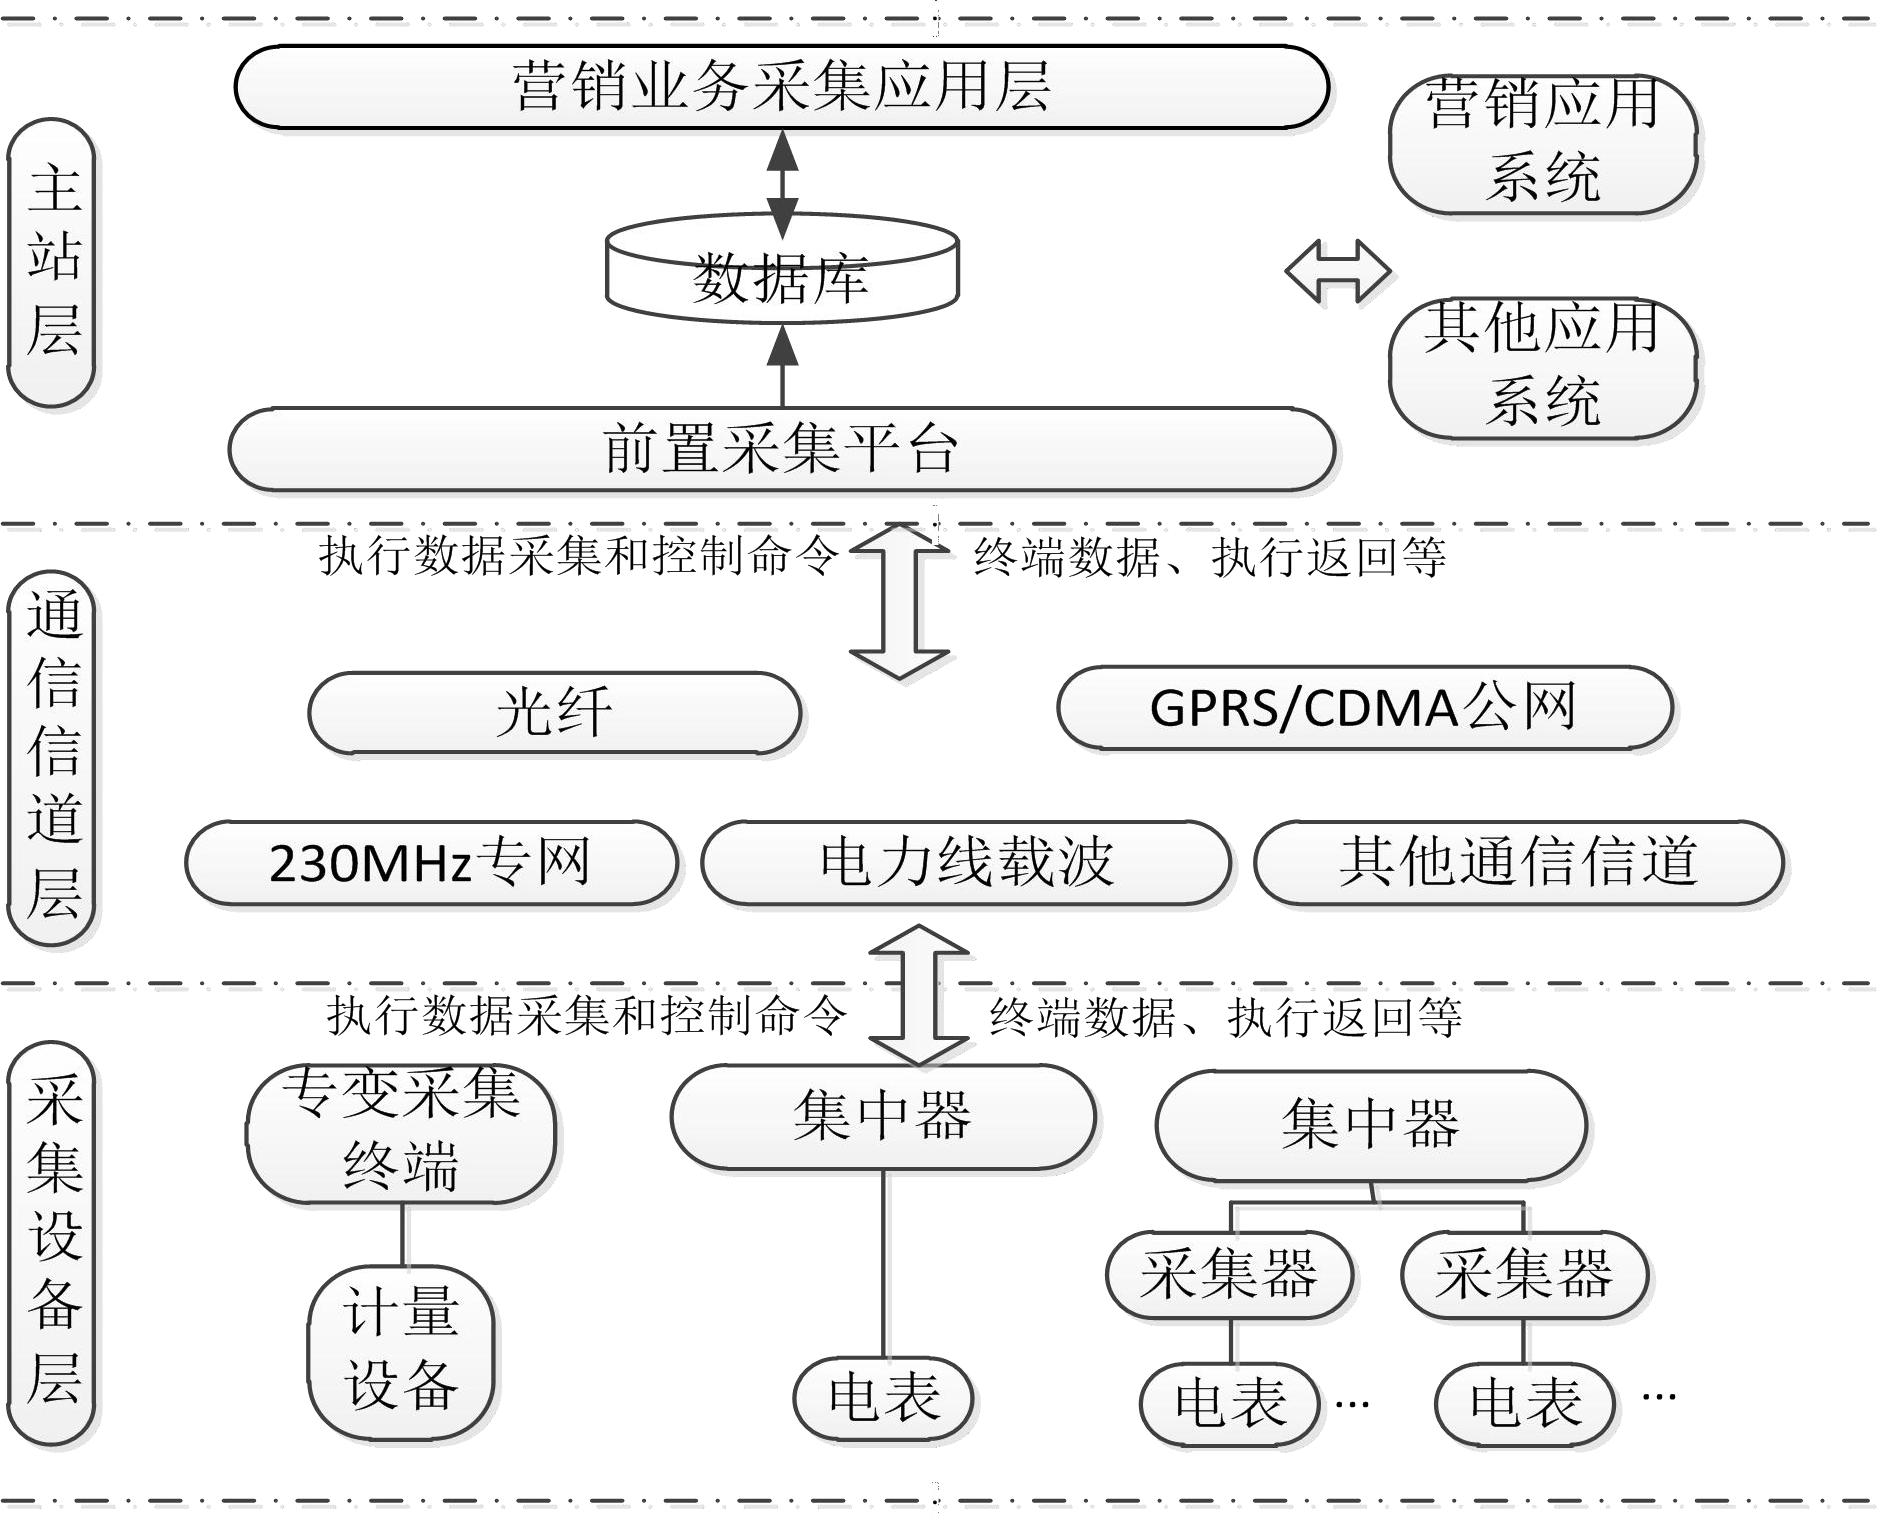 营销业务采集应用层
营销应用
系统
主站层
数据库
其他应用
系统
前置采集平台
执行数据采集和控制命令
终端数据、执行返回等
通信信道层
光纤
GPRS/CDMA公网
230MHz专网
电力线载波
其他通信信道
执行数据采集和控制命令
终端数据、执行返回等
采集设备层
专变采集
终端
集中器
集中器
采集器
采集器
计量
设备
电表
电表
...
电表
...